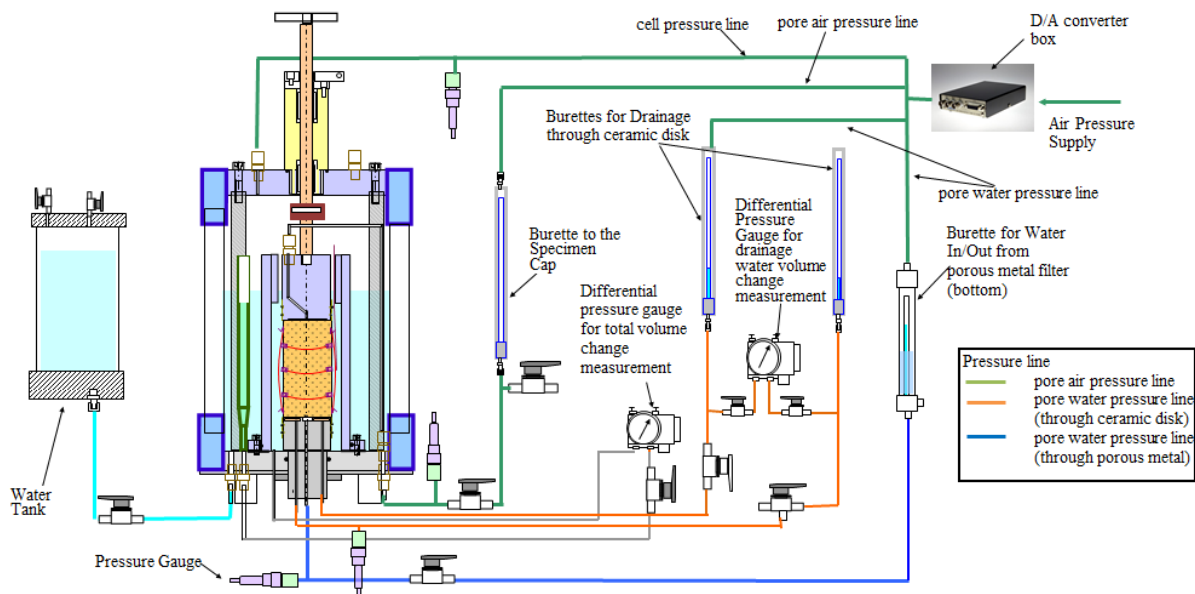 D/A converter
box
pore air pressure line
cell pressure line
Air Pressure
Supply
Burettes for Drainage
through ceramic disk
pore water pressure line
Differential
Pressure
Gauge for
drainage
water volume
change
measurement
Burette for Water
In/Out from
porous metal filter
(bottom)
Burette to the
Specimen
Cap
Differential
pressure gauge
for total volume
change
measurement
Pressure line
pore air pressure line
pore water pressure line
(through ceramic disk)
pore water pressure line
(through porous metal)
Water
Tank
Pressure Gauge